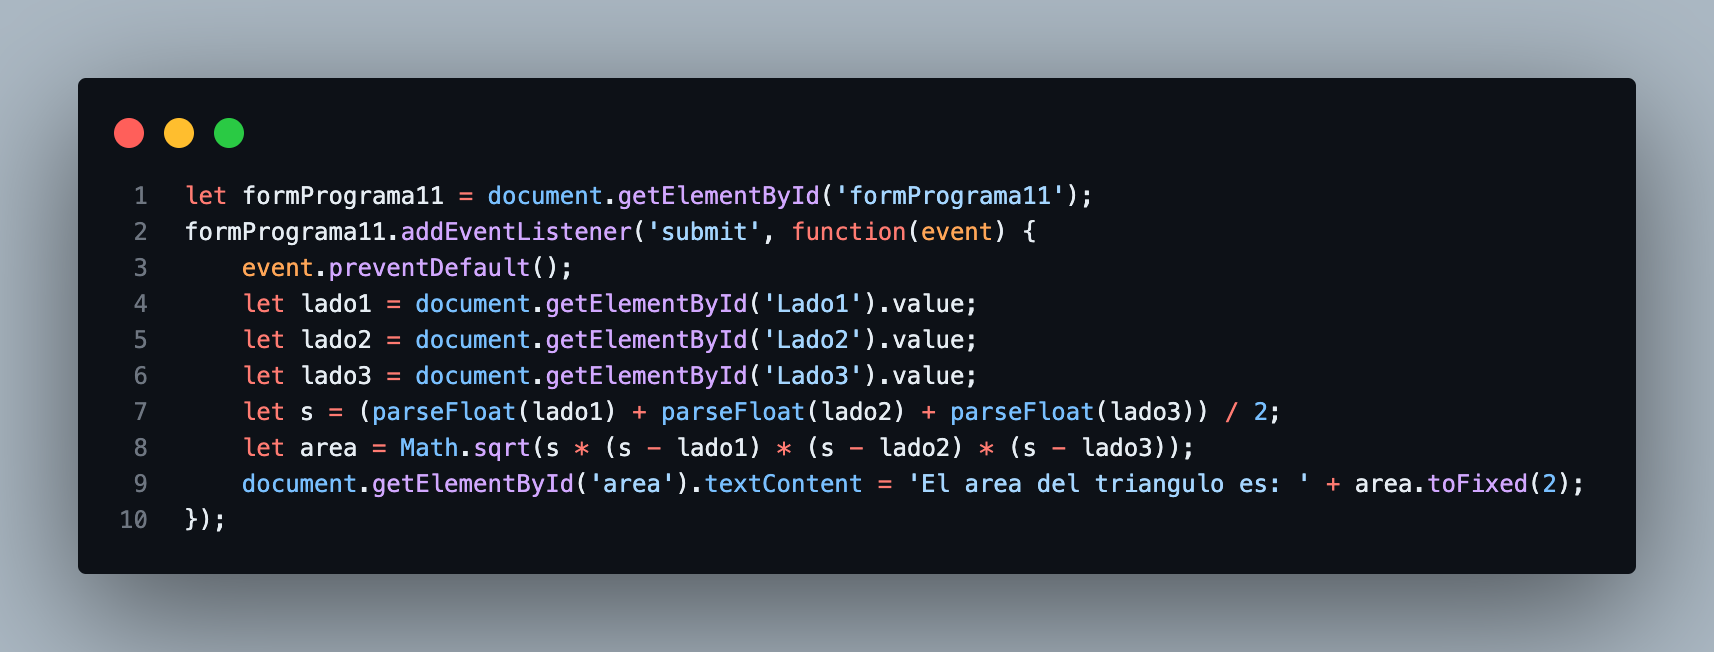 1 let formPrograma11 = document.getElementById('formPrograma11');
2 formPrograma11.addEventListener('submit', function(event) {
3     event.preventDefault();
4     let lado1 = document.getElementById('Lado1').value;
5     let lado2 = document.getElementById('Lado2').value;
6     let lado3 = document.getElementById('Lado3').value;
7     let s = (parseFloat(lado1) + parseFloat(lado2) + parseFloat(lado3)) / 2;
8     let area = Math.sqrt(s * (s - lado1) * (s - lado2) * (s - lado3));
9     document.getElementById('area').textContent = 'El area del triangulo es: ' + area.toFixed(2);
10 });